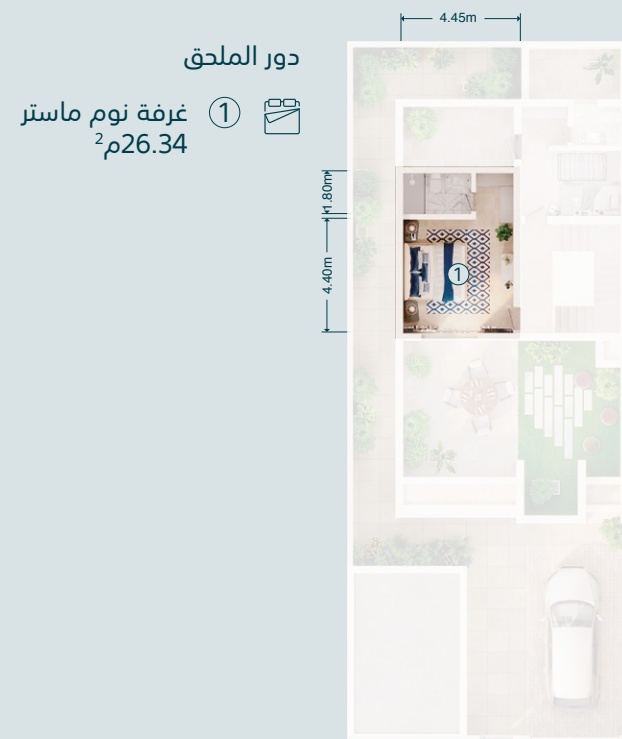 4.45m
دور الملحق
① غرفة نوم ماستر
26.34م²
1.80m
4.40m
①